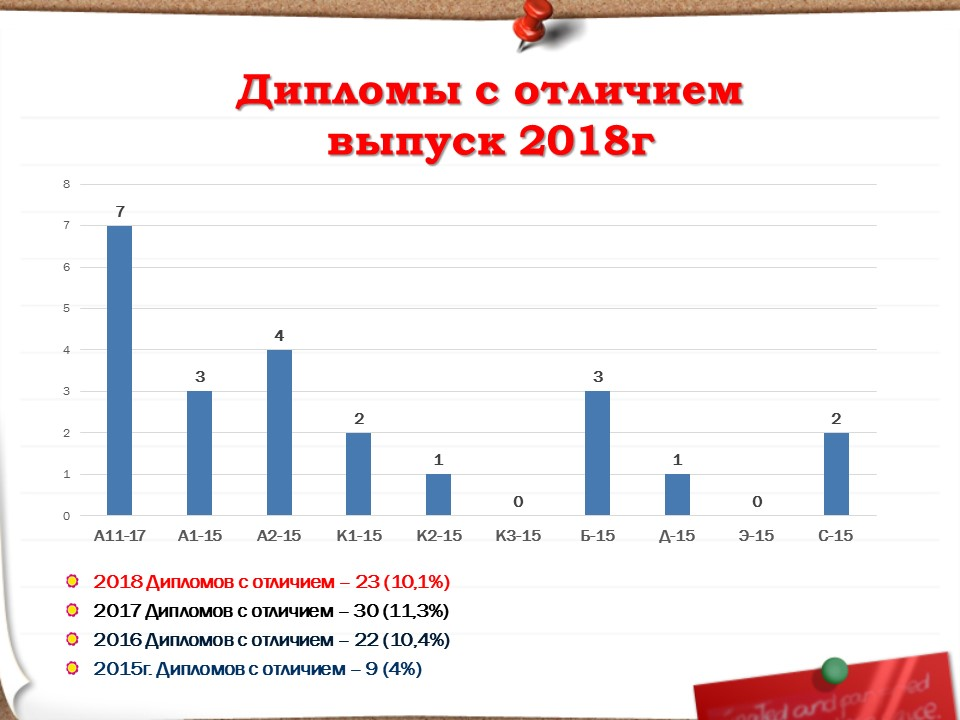 Дипломы с отличием
выпуск 2018г
8
7
6
5
4
3
2
1
0
7
3
4
2
1
0
3
1
0
2
А11-17 А1-15 А2-15 К1-15 К2-15 К3-15 Б-15 Д-15 Э-15 С-15
2018 Дипломов с отличием – 23 (10,1%)
2017 Дипломов с отличием – 30 (11,3%)
2016 Дипломов с отличием – 22 (10,4%)
2015г. Дипломов с отличием – 9 (4%)